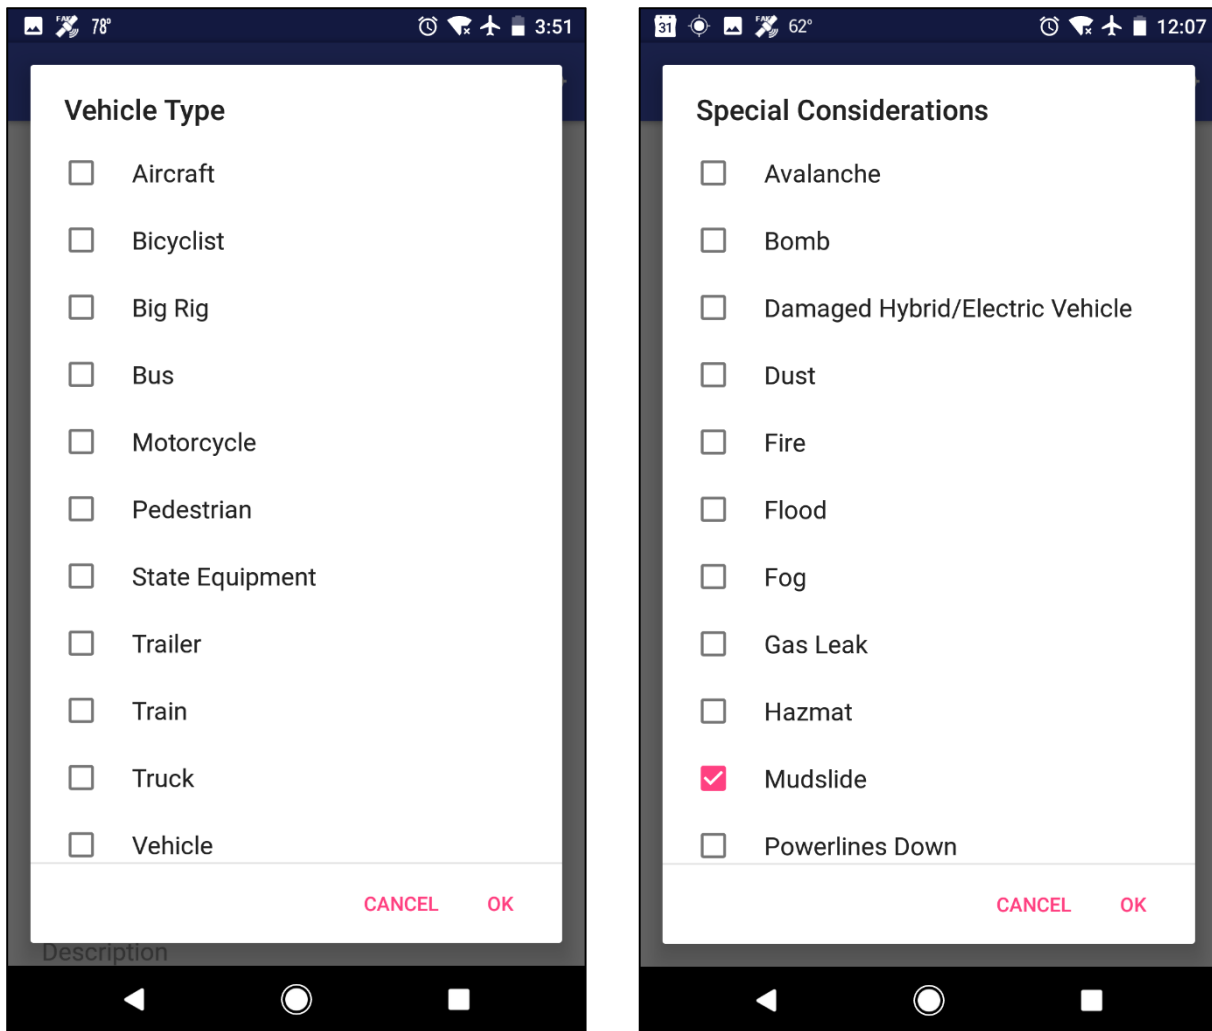 FAKE 78° 3:51
Vehicle Type
Aircraft
Bicyclist
Big Rig
Bus
Motorcycle
Pedestrian
State Equipment
Trailer
Train
Truck
Vehicle
CANCEL OK
Description
31 FAKE 62° 12:07
Special Considerations
Avalanche
Bomb
Damaged Hybrid/Electric Vehicle
Dust
Fire
Flood
Fog
Gas Leak
Hazmat
Mudslide
Powerlines Down
CANCEL OK